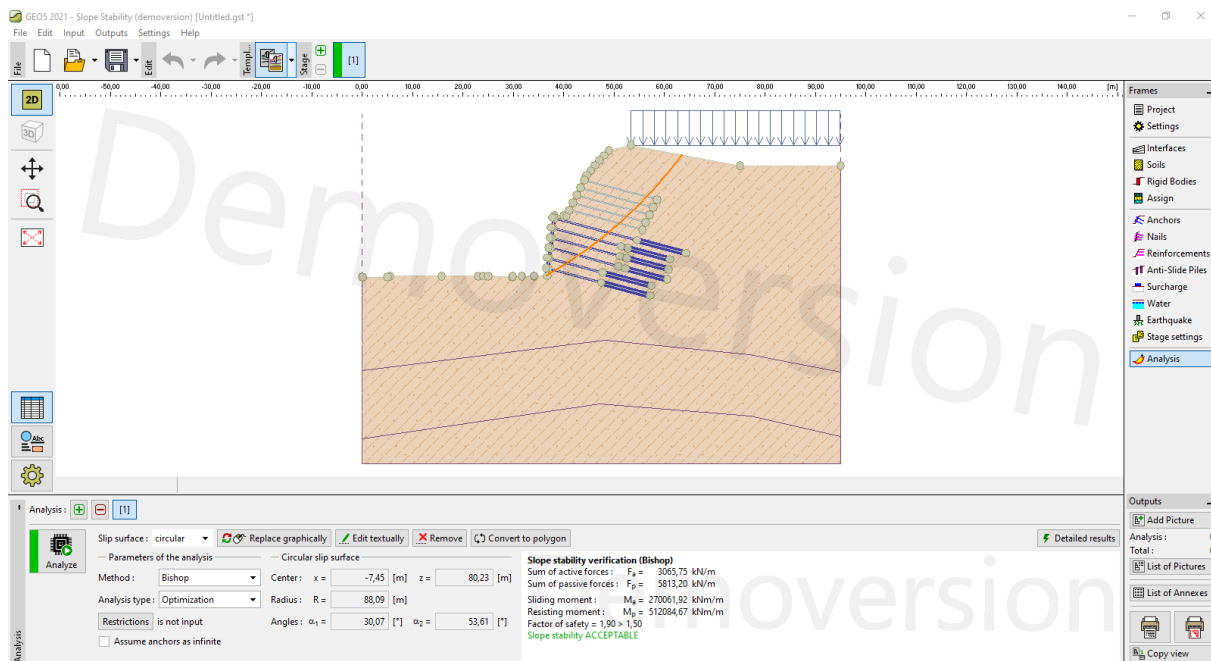 GEO5 2021 - Slope Stability (demoversion) [Untitled.gst *]
File Edit Input Outputs Settings Help
File
Edit
Templ...
Stage
[1]
2D
3D
0,00 -50,00 -40,00 -30,00 -20,00 -10,00 0,00 10,00 20,00 30,00 40,00 50,00 60,00 70,00 80,00 90,00 100,00 110,00 120,00 130,00 140,00 [m]
Demoversion
Frames
Project
Settings
Interfaces
Soils
Rigid Bodies
Assign
Anchors
Nails
Reinforcements
Anti-Slide Piles
Surcharge
Water
Earthquake
Stage settings
Analysis
Abc
Analysis : [1]
Analyze
Slip surface : circular Replace graphically Edit textually Remove Convert to polygon Detailed results
Parameters of the analysis
Method : Bishop
Analysis type : Optimization
Restrictions is not input
Assume anchors as infinite
Circular slip surface
Center : x = -7,45 [m] z = 80,23 [m]
Radius : R = 88,09 [m]
Angles : α1 = 30,07 [°] α2 = 53,61 [°]
Slope stability verification (Bishop)
Sum of active forces : Fa = 3065,75 kN/m
Sum of passive forces : Fp = 5813,20 kN/m
Sliding moment : Ma = 270061,92 kNm/m
Resisting moment : Mp = 512084,67 kNm/m
Factor of safety = 1,90 > 1,50
Slope stability ACCEPTABLE
Demoversion
Analysis
Outputs
Add Picture
Analysis :
Total :
List of Pictures
List of Annexes
Copy view